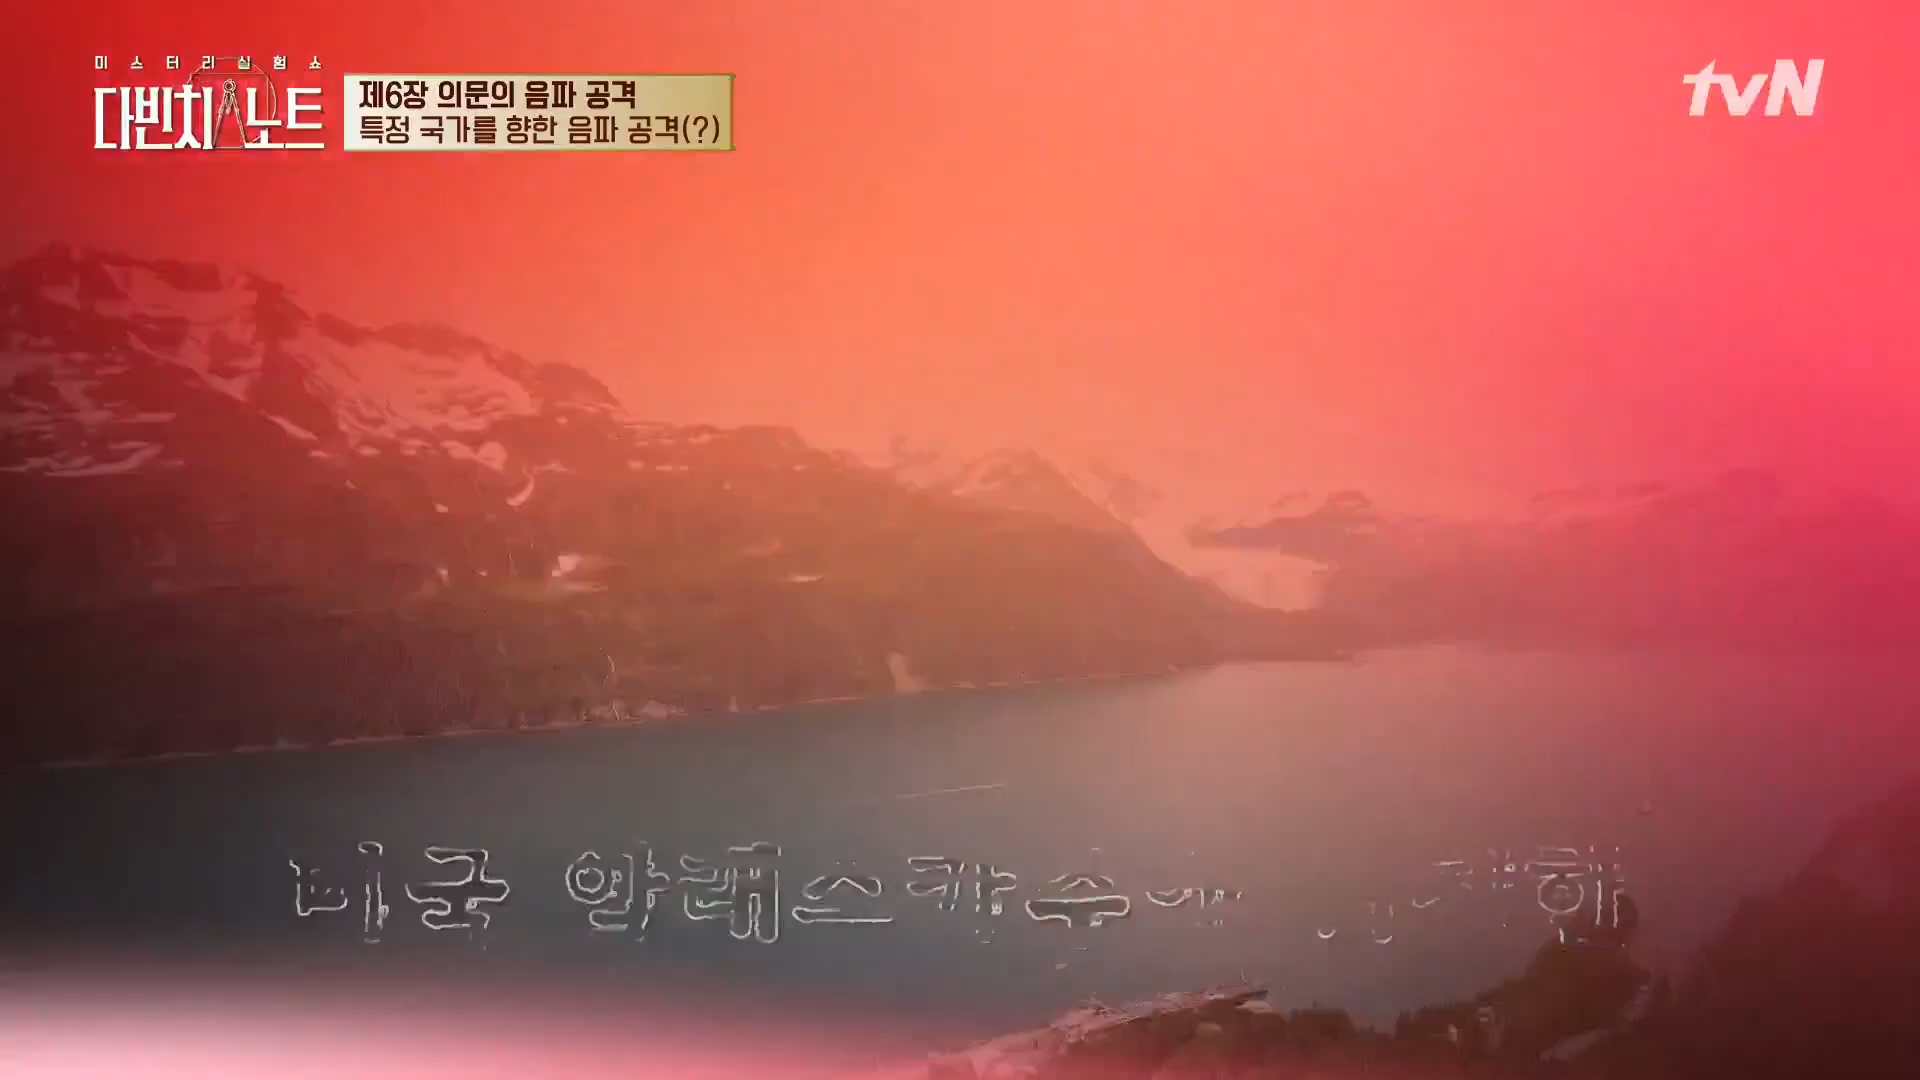 미스터리실험쇼
다빈치노트
제6장 의문의 음파 공격
특정 국가를 향한 음파 공격(?)
tvN
미국 알래스카주에